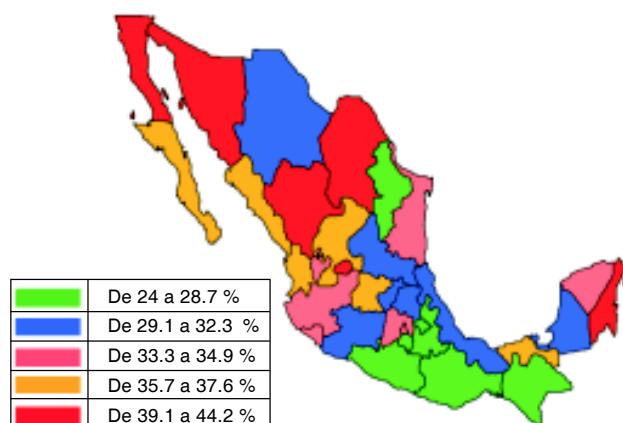 De 24 a 28.7 %
De 29.1 a 32.3 %
De 33.3 a 34.9 %
De 35.7 a 37.6 %
De 39.1 a 44.2 %